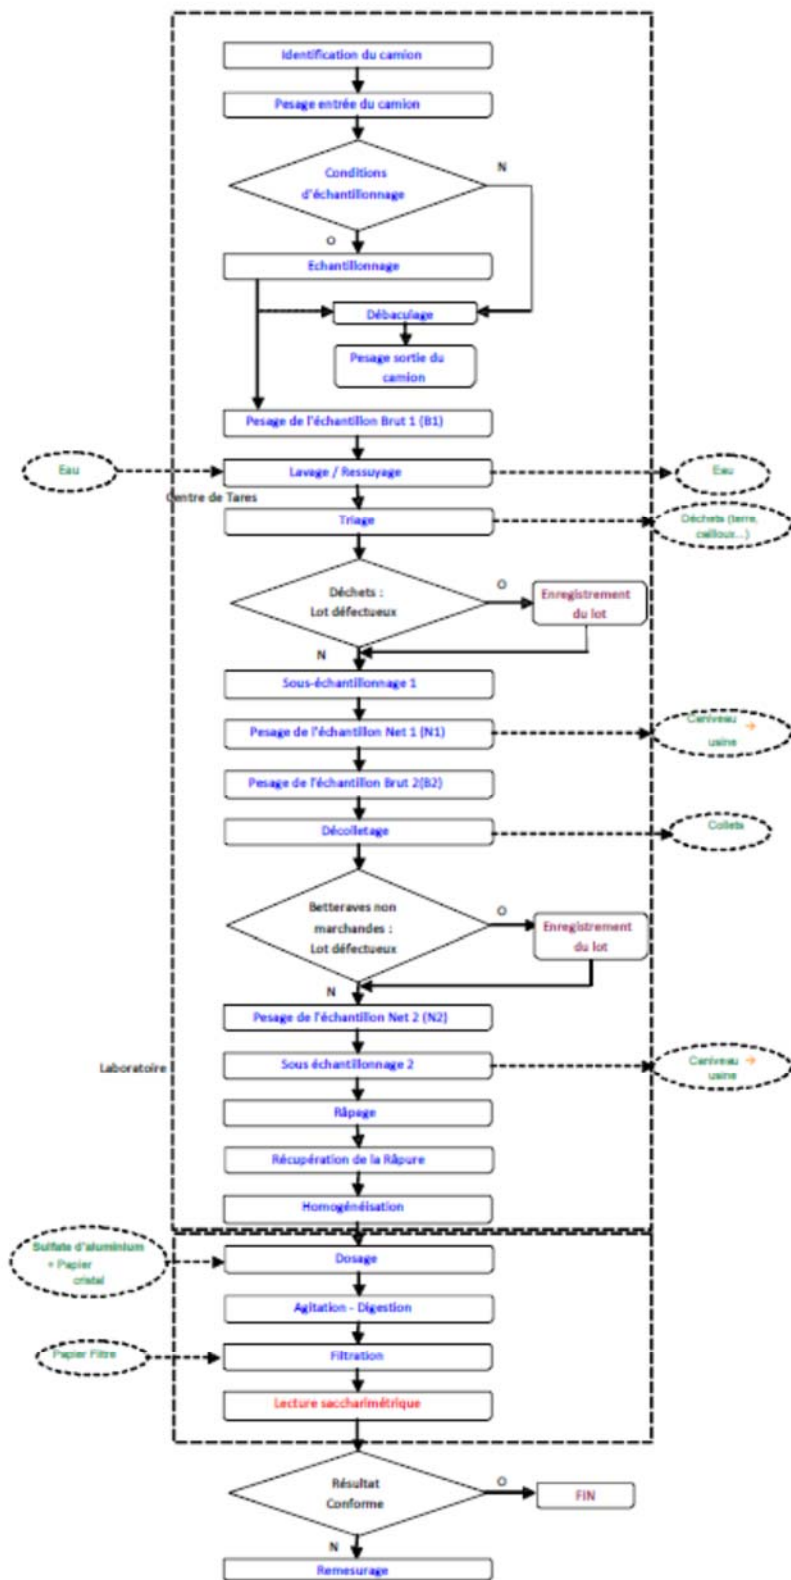 Identification du camion
Pesage entrée du camion
Conditions
d'échantillonnage
N
O
Echantillonnage
Débaculage
Pesage sortie du
camion
Pesage de l'échantillon Brut 1 (B1)
Eau
Lavage / Ressuyage
Eau
Centre de Tares
Triage
Déchets (terre,
cailloux...)
Déchets :
Lot défectueux
O
Enregistrement
du lot
N
Sous-échantillonnage 1
Pesage de l'échantillon Net 1 (N1)
Caniveau →
usine
Pesage de l'échantillon Brut 2(B2)
Décolletage
Collets
Betteraves non
marchandes :
Lot défectueux
O
Enregistrement
du lot
N
Pesage de l'échantillon Net 2 (N2)
Laboratoire
Sous échantillonnage 2
Caniveau →
usine
Râpage
Récupération de la Râpure
Homogénéisation
Sulfate d'aluminium
+ Papier
cristal
Dosage
Agitation - Digestion
Papier Filtre
Filtration
Lecture saccharimétrique
Résultat
Conforme
O
FIN
N
Remesurage